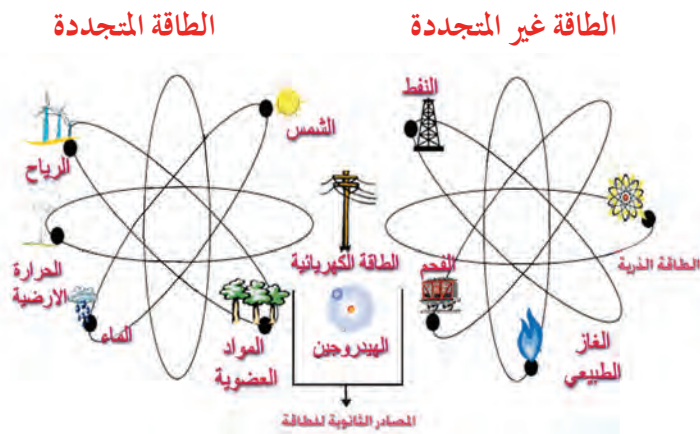 الطاقة غير المتجددة
الطاقة المتجددة
النفط
الشمس
الرياح
الطاقة الكهربائية
الفحم
الطاقة الذرية
الحرارة
الارضية
الماء
المواد
العضوية
الهيدروجين
الغاز
الطبيعي
المصادر الثانوية للطاقة